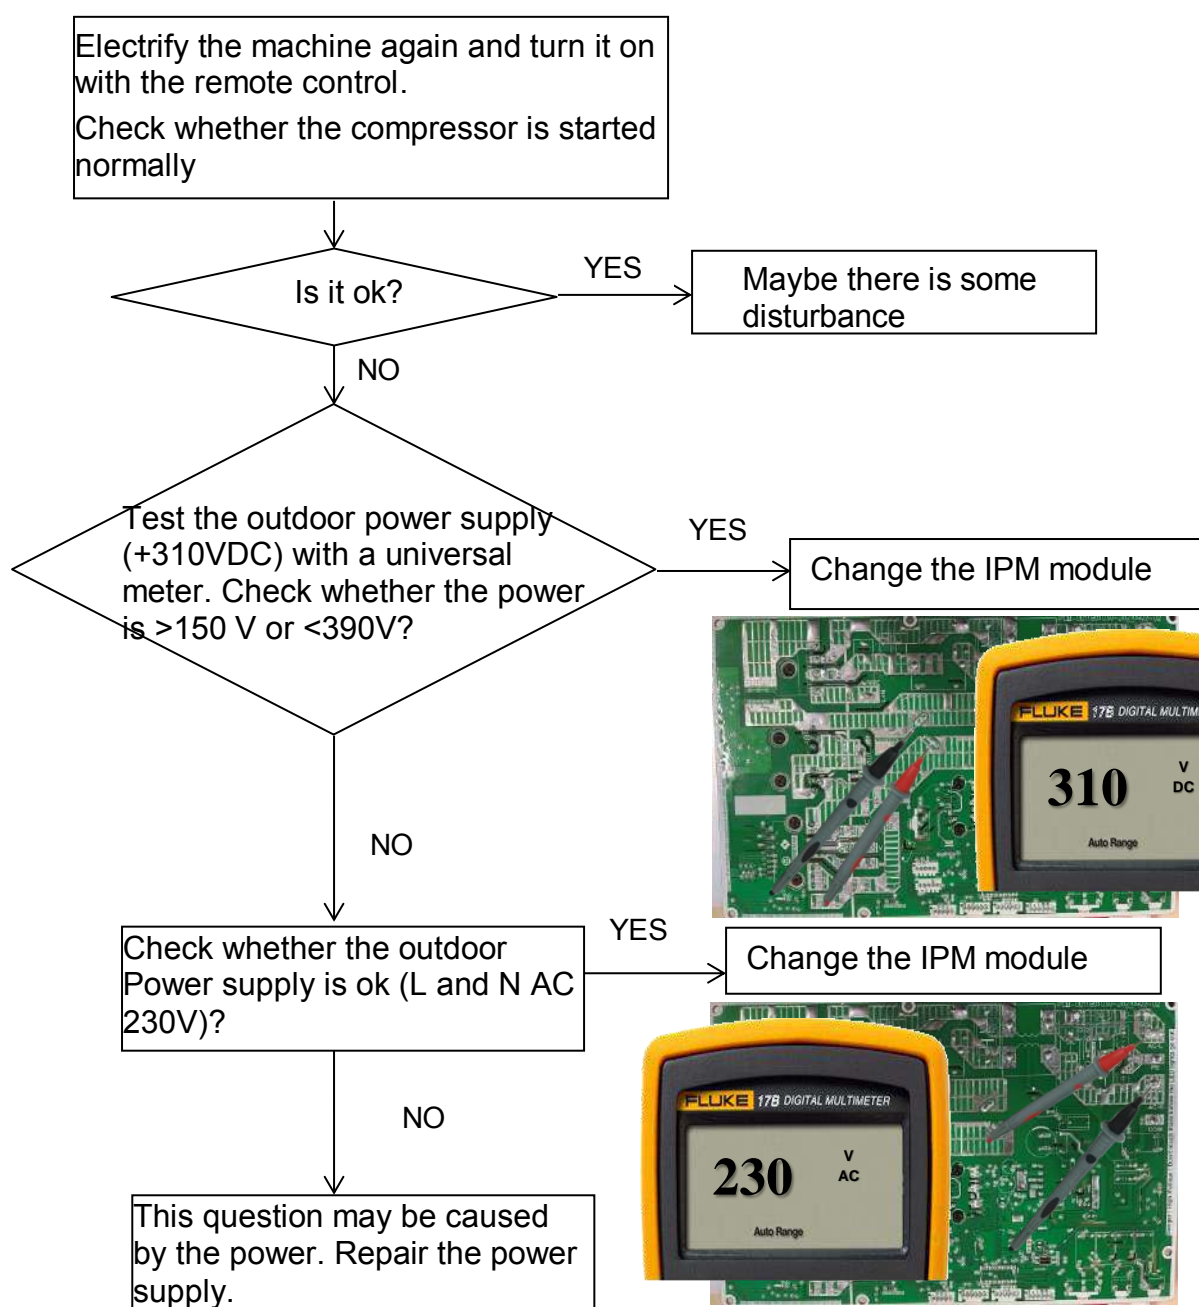 Electrify the machine again and turn it on
with the remote control.
Check whether the compressor is started
normally
Is it ok?
YES
Maybe there is some
disturbance
NO
Test the outdoor power supply
(+310VDC) with a universal
meter. Check whether the power
is >150 V or <390V?
YES
Change the IPM module
FLUKE 17B DIGITAL MULTIM
310
V
DC
Auto Range
NO
Check whether the outdoor
Power supply is ok (L and N AC
230V)?
YES
Change the IPM module
FLUKE 17B DIGITAL MULTIMETER
230
V
AC
Auto Range
NO
This question may be caused
by the power. Repair the power
supply.